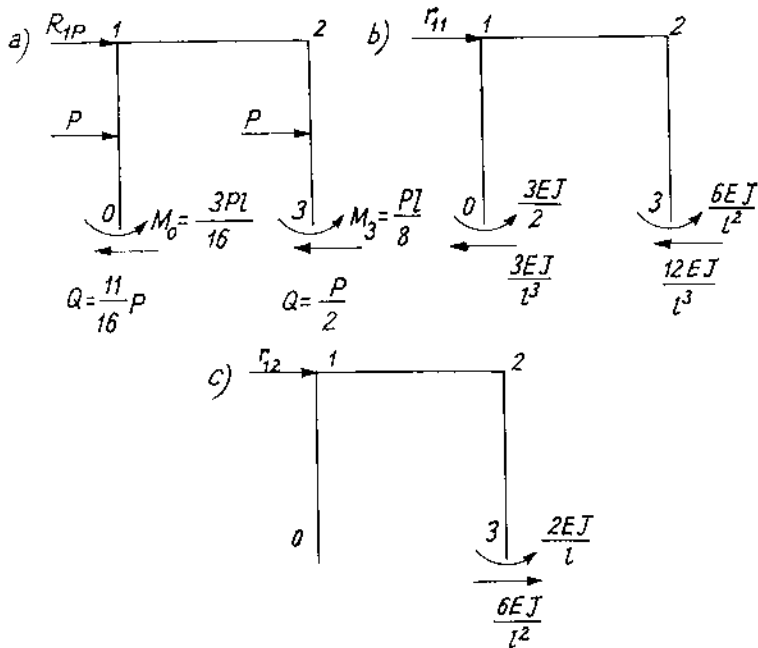 a)
R1P
1
2
P
P
0
M0 = 3Pl/16
3
M3 = Pl/8
Q = 11/16 P
Q = P/2
b)
r11
1
2
0
3EJ/2
3EJ/l³
3
6EJ/l²
12EJ/l³
c)
r12
1
2
0
3
2EJ/l
6EJ/l²